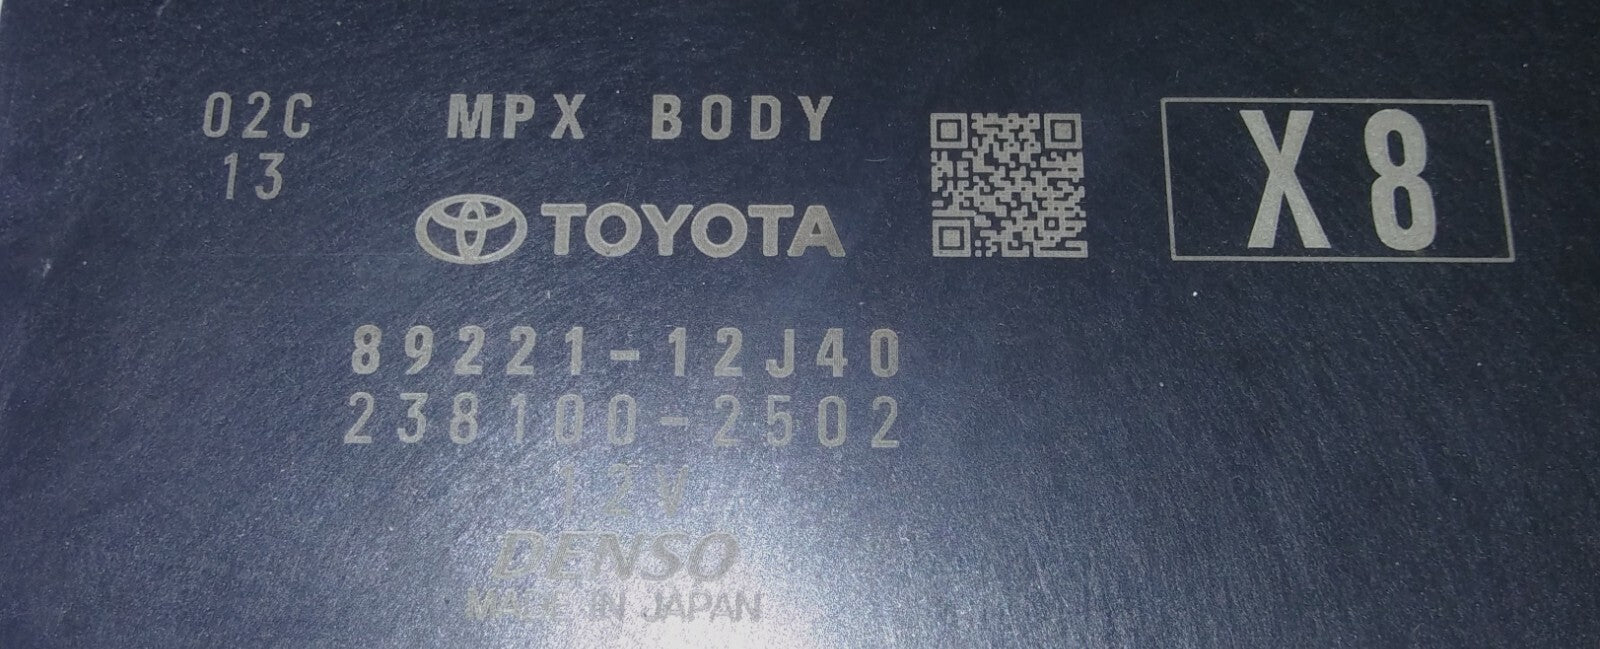 02C MPX BODY
13
TOYOTA
X8
89221-12J40
238100-2502
12V
DENSO
MADE IN JAPAN